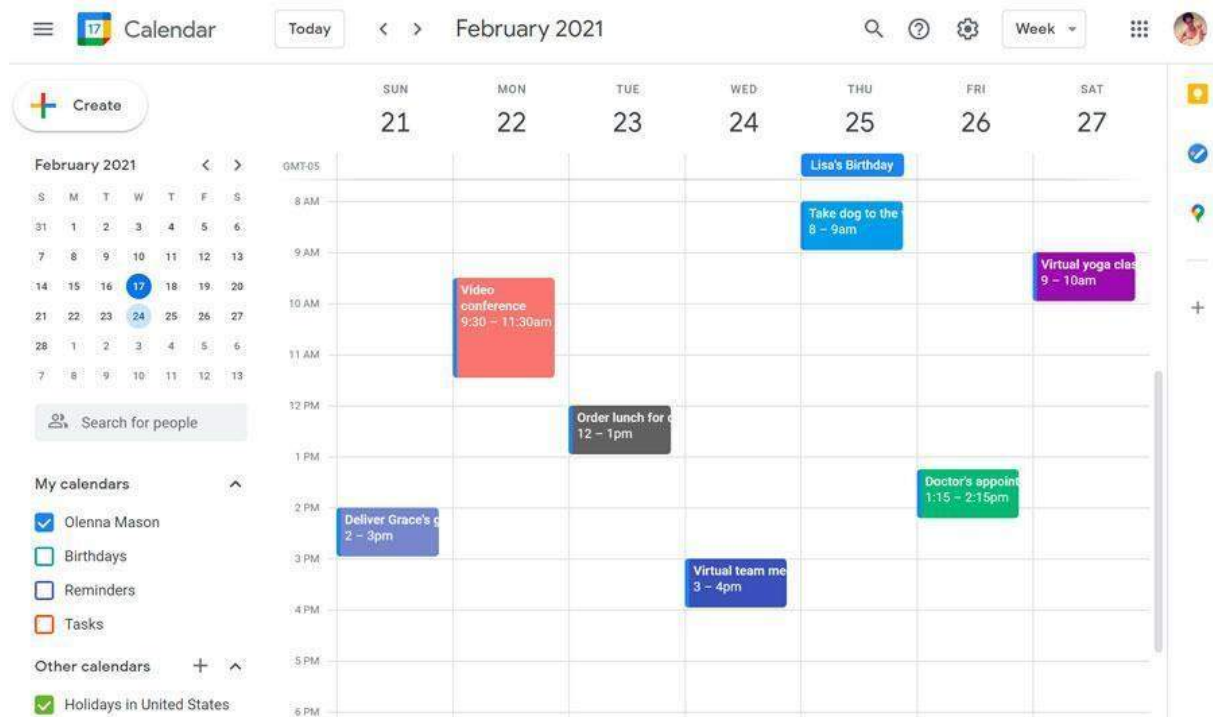 17 Calendar Today < > February 2021 Week
Create
February 2021 < >
S M T W T F S
31 1 2 3 4 5 6
7 8 9 10 11 12 13
14 15 16 17 18 19 20
21 22 23 24 25 26 27
28 1 2 3 4 5 6
7 8 9 10 11 12 13
Search for people
My calendars
Olenna Mason
Birthdays
Reminders
Tasks
Other calendars +
Holidays in United States
SUN MON TUE WED THU FRI SAT
21 22 23 24 25 26 27
GMT-05
Lisa's Birthday
8 AM
9 AM
10 AM
11 AM
12 PM
1 PM
2 PM
3 PM
4 PM
5 PM
6 PM
Deliver Grace's g
2 – 3pm
Video
conference
9:30 – 11:30am
Order lunch for
12 – 1pm
Virtual team me
3 – 4pm
Take dog to the
8 – 9am
Doctor's appoint
1:15 – 2:15pm
Virtual yoga clas
9 – 10am